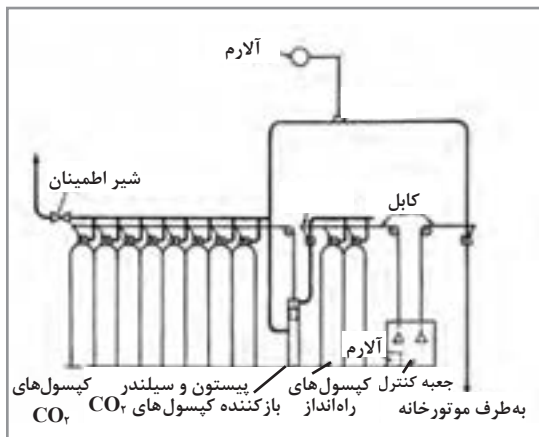 آلارم
شیر اطمینان
کابل
آلارم
جعبه کنترل
به‌طرف موتورخانه
کپسول‌های
راه‌انداز
پیستون و سیلندر
بازکننده کپسول‌های CO₂
کپسول‌های
CO₂